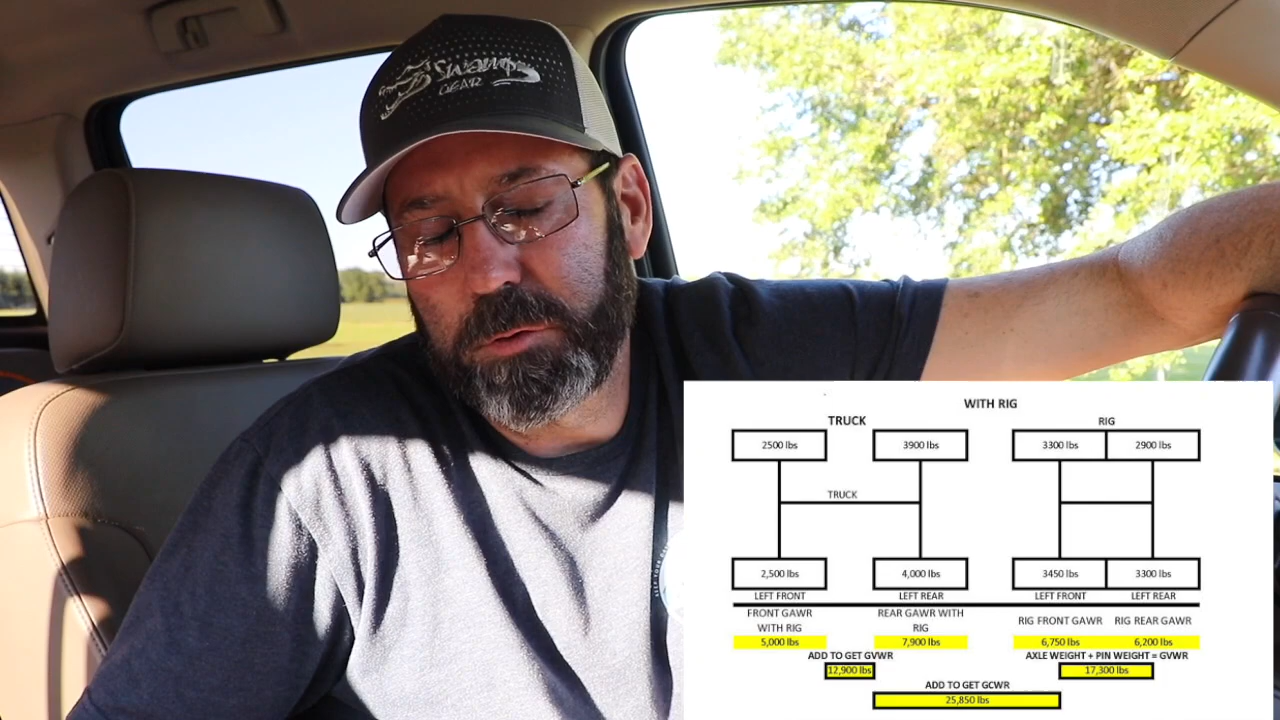 Swamp
GEAR
WITH RIG
TRUCK
RIG
2500 lbs
3900 lbs
3300 lbs
2900 lbs
TRUCK
2,500 lbs
4,000 lbs
3450 lbs
3300 lbs
LEFT FRONT
LEFT REAR
LEFT FRONT
LEFT REAR
FRONT GAWR
WITH RIG
REAR GAWR WITH
RIG
RIG FRONT GAWR
RIG REAR GAWR
5,000 lbs
7,900 lbs
6,750 lbs
6,200 lbs
ADD TO GET GVWR
AXLE WEIGHT + PIN WEIGHT = GVWR
12,900 lbs
17,300 lbs
ADD TO GET GCWR
25,850 lbs